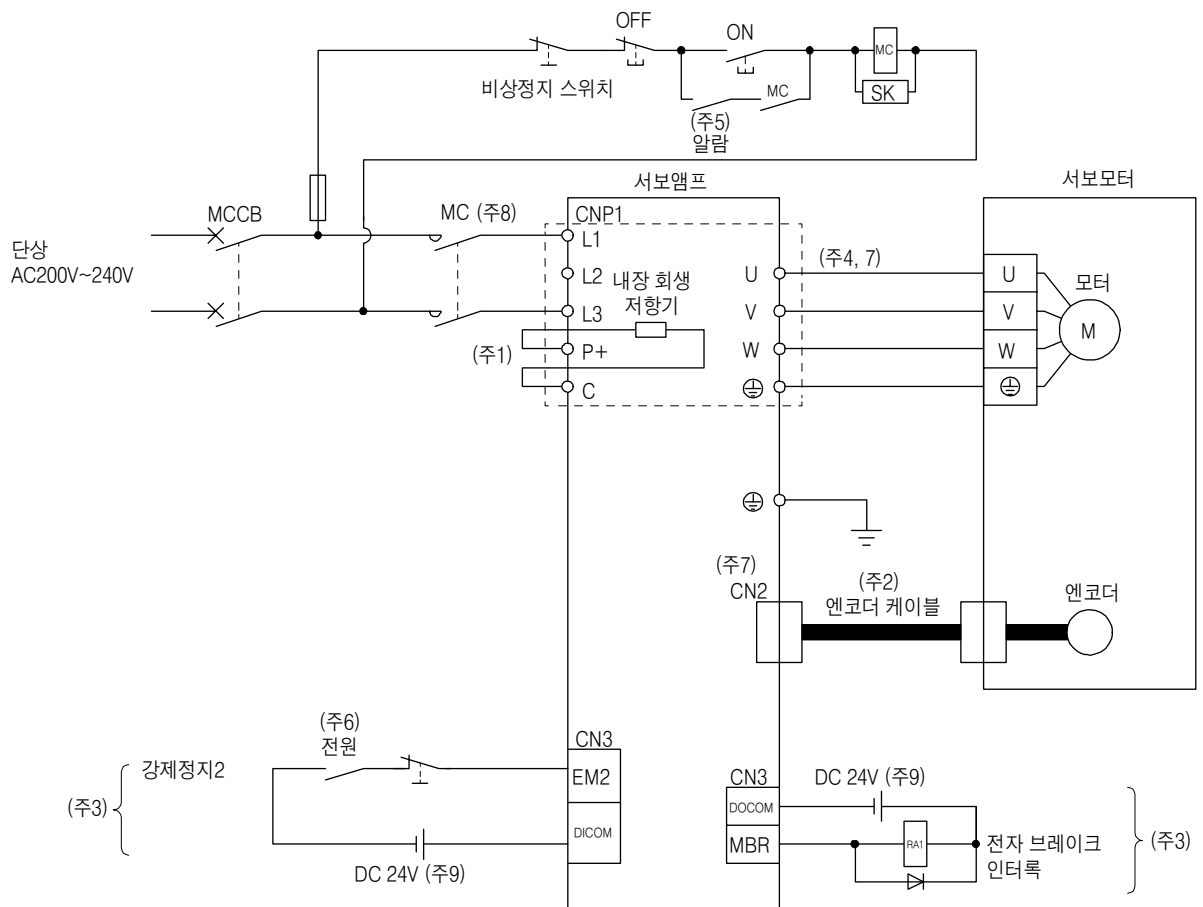 OFF
ON
MC
비상정지 스위치
SK
MC
(주5)
알람
서보앰프
서보모터
MCCB
MC (주8)
CNP1
단상
AC200V~240V
L1
L2
L3
P+
C
내장 회생
저항기
(주1)
U
V
W
(주4, 7)
U
V
W
모터
M
(주7)
CN2
(주2)
엔코더 케이블
엔코더
(주3)
강제정지2
(주6)
전원
CN3
EM2
DICOM
DC 24V (주9)
CN3
DOCOM
MBR
DC 24V (주9)
RA1
전자 브레이크
인터록
(주3)